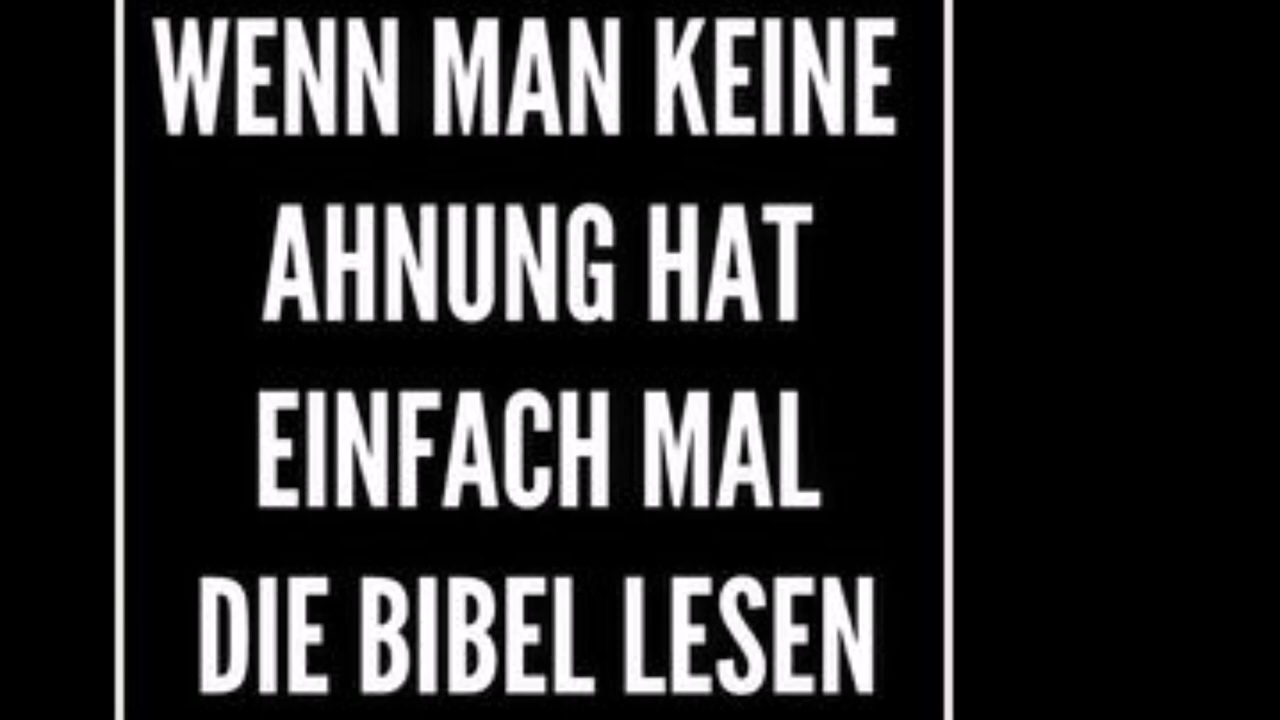 WENN MAN KEINE
AHNUNG HAT
EINFACH MAL
DIE BIBEL LESEN